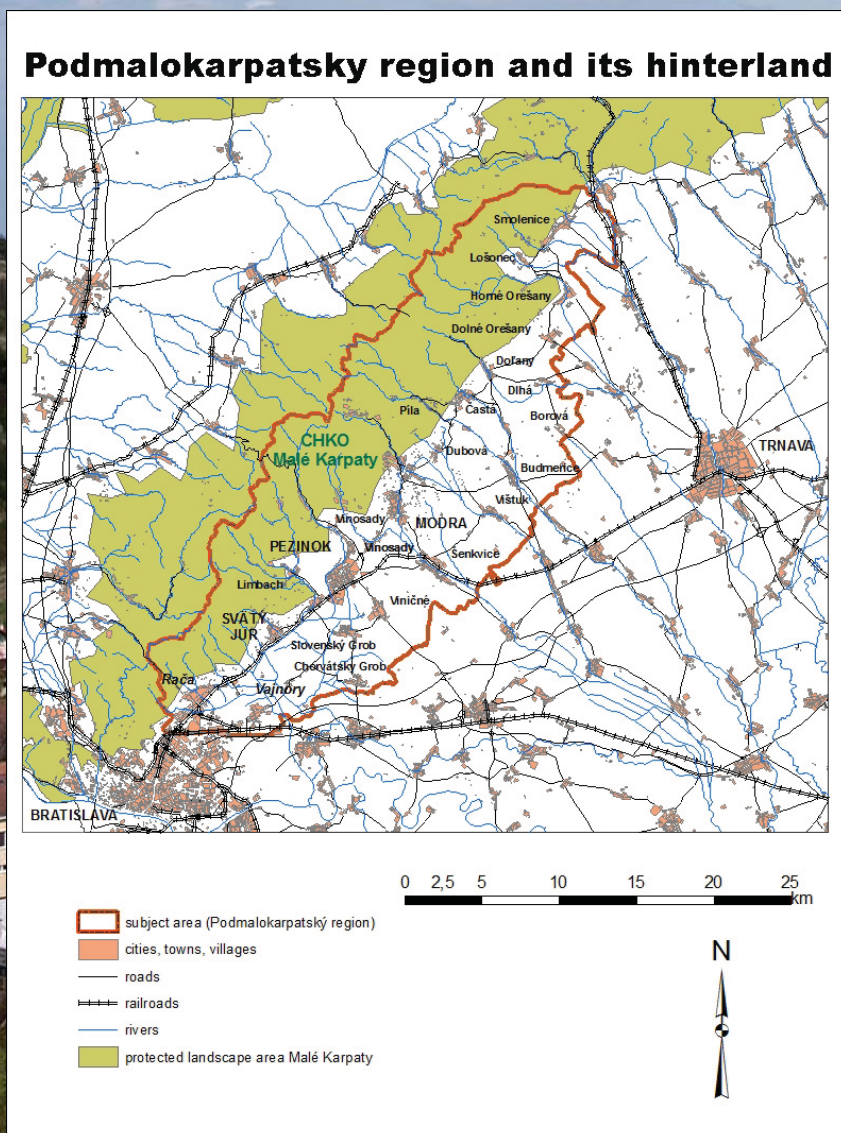 Podmalokarpatsky region and its hinterland
Smolenice
Lošonec
Horné Orešany
Dolné Orešany
Doľany
Dlhá
Píla
Častá
Borová
CHKO
Malé Karpaty
Dubová
TRNAVA
Budmerice
Vištuk
Vinosady
MODRA
PEZINOK
Vinosady
Šenkvice
Limbach
Viničné
SVÄTÝ
JUR
Slovenský Grob
Chorvátsky Grob
Rača
Vajnory
BRATISLAVA
0 2,5 5 10 15 20 25
km
subject area (Podmalokarpatský region)
cities, towns, villages
roads
railroads
rivers
protected landscape area Malé Karpaty
N